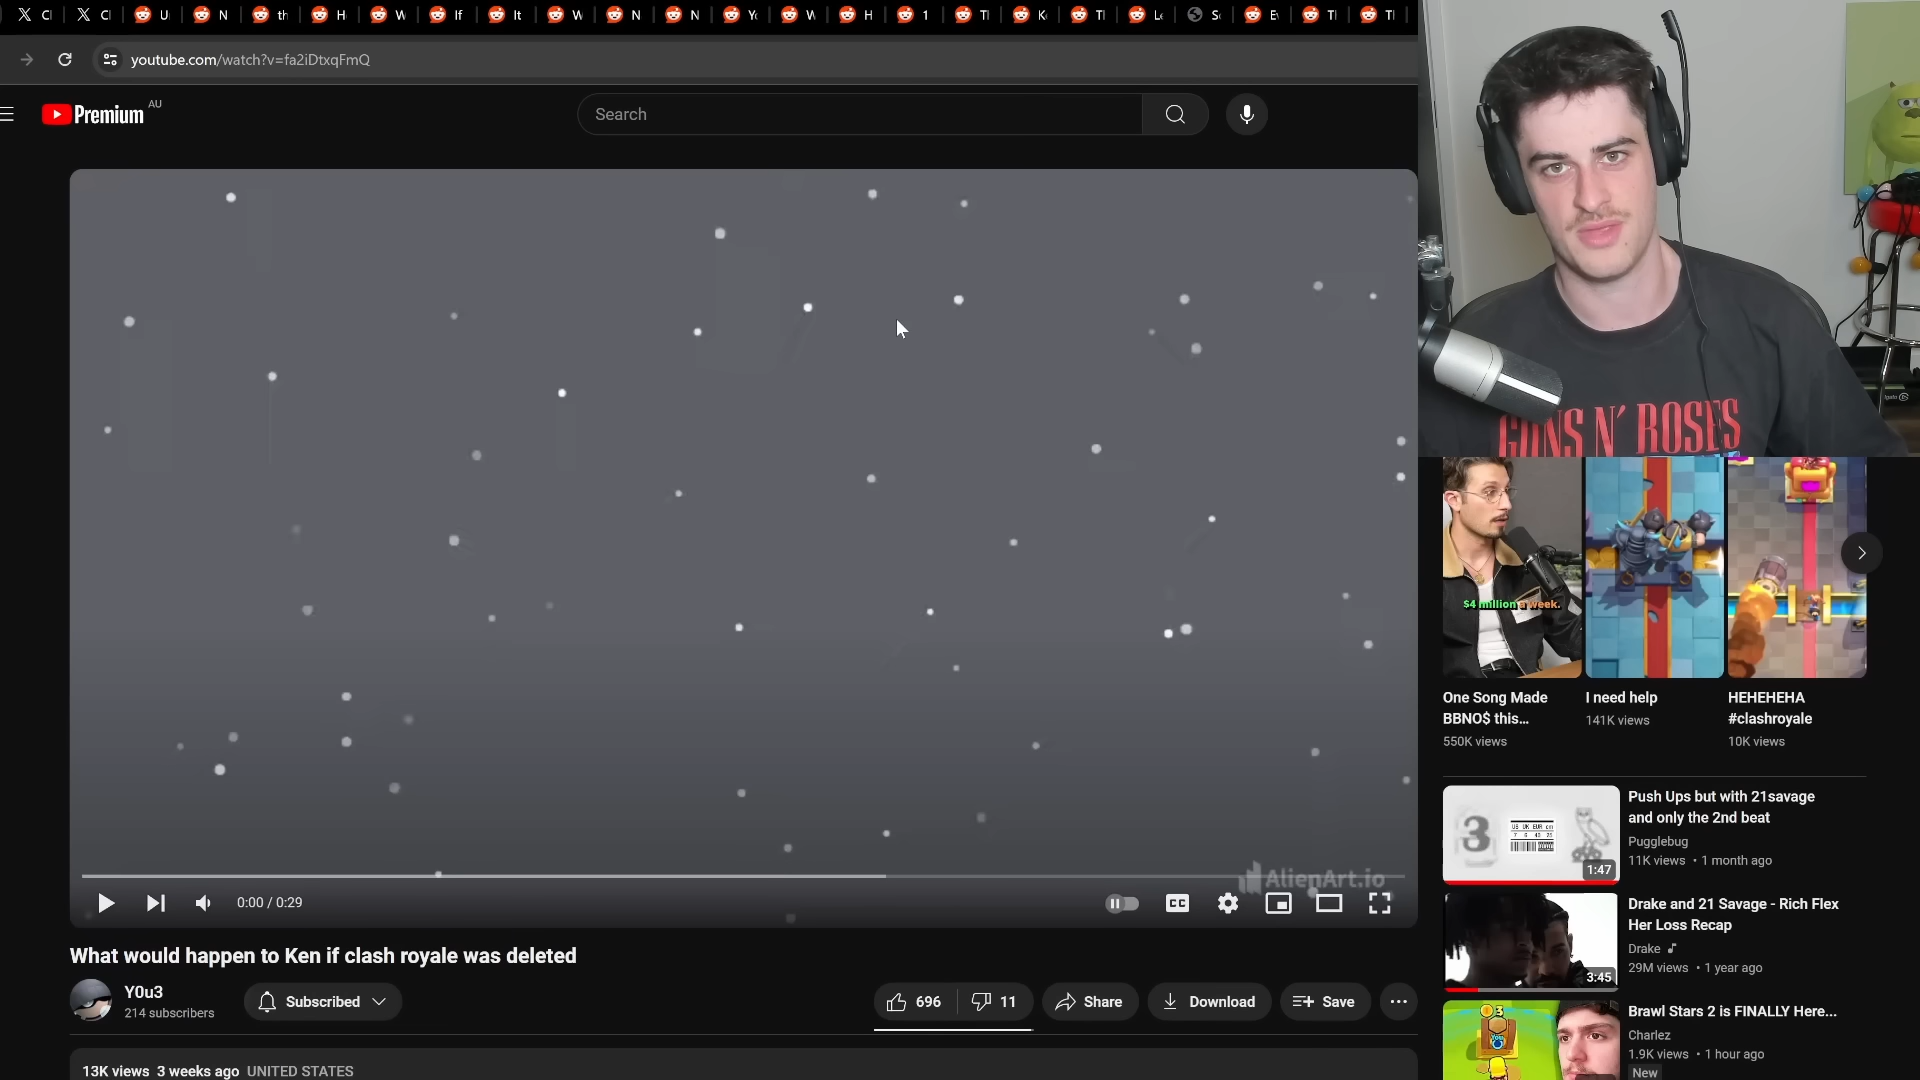 youtube.com/watch?v=fa2iDtxqFmQ
Premium AU
Search
GUNS N' ROSES
$4 million a week.
One Song Made
BBNO$ this...
550K views
I need help
141K views
HEHEHEHA
#clashroyale
10K views
AlienArt.io
0:00 / 0:29
CC
What would happen to Ken if clash royale was deleted
Y0u3
214 subscribers
Subscribed
696
11
Share
Download
Save
13K views 3 weeks ago UNITED STATES
3
1:47
Push Ups but with 21savage
and only the 2nd beat
Pugglebug
11K views • 1 month ago
3:45
Drake and 21 Savage - Rich Flex
Her Loss Recap
Drake
29M views • 1 year ago
Brawl Stars 2 is FINALLY Here...
Charlez
1.9K views • 1 hour ago
New